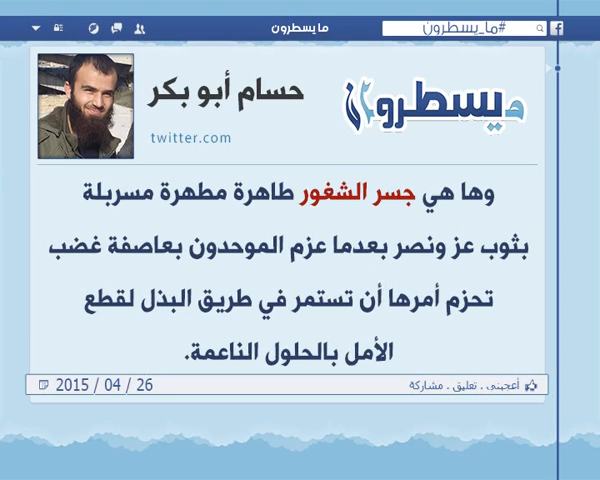 ما يسطرون
#ما_يسطرون
ما يسطرون
حسام أبو بكر
twitter.com
وها هي جسر الشغور طاهرة مطهرة مسربلة
بثوب عز ونصر بعدما عزم الموحدون بعاصفة غضب
تحزم أمرها أن تستمر في طريق البذل لقطع
الأمل بالحلول الناعمة.
أعجبني . تعليق . مشاركة
2015 / 04 / 26